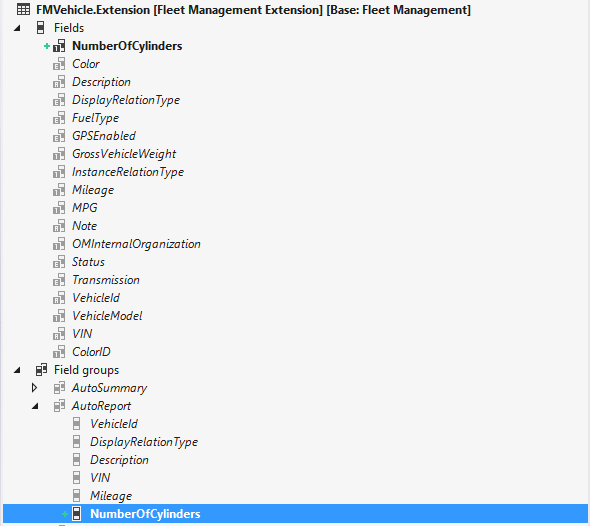 FMVehicle.Extension [Fleet Management Extension] [Base: Fleet Management]
Fields
NumberOfCylinders
Color
Description
DisplayRelationType
FuelType
GPSEnabled
GrossVehicleWeight
InstanceRelationType
Mileage
MPG
Note
OMInternalOrganization
Status
Transmission
VehicleId
VehicleModel
VIN
ColorID
Field groups
AutoSummary
AutoReport
VehicleId
DisplayRelationType
Description
VIN
Mileage
NumberOfCylinders